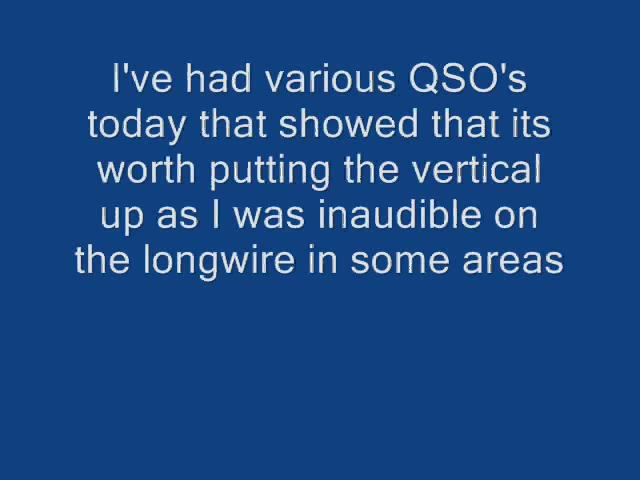 I've had various QSO's
today that showed that its
worth putting the vertical
up as I was inaudible on
the longwire in some areas